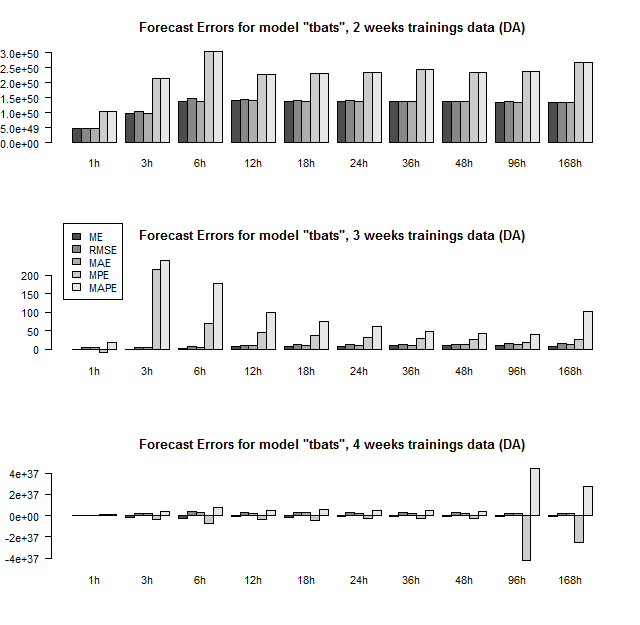 Forecast Errors for model "tbats", 2 weeks trainings data (DA)
3.0e+50
2.5e+50
2.0e+50
1.5e+50
1.0e+50
5.0e+49
0.0e+00
1h 3h 6h 12h 18h 24h 36h 48h 96h 168h
Forecast Errors for model "tbats", 3 weeks trainings data (DA)
ME
RMSE
MAE
MPE
MAPE
200
150
100
50
0
1h 3h 6h 12h 18h 24h 36h 48h 96h 168h
Forecast Errors for model "tbats", 4 weeks trainings data (DA)
4e+37
2e+37
0e+00
-2e+37
-4e+37
1h 3h 6h 12h 18h 24h 36h 48h 96h 168h